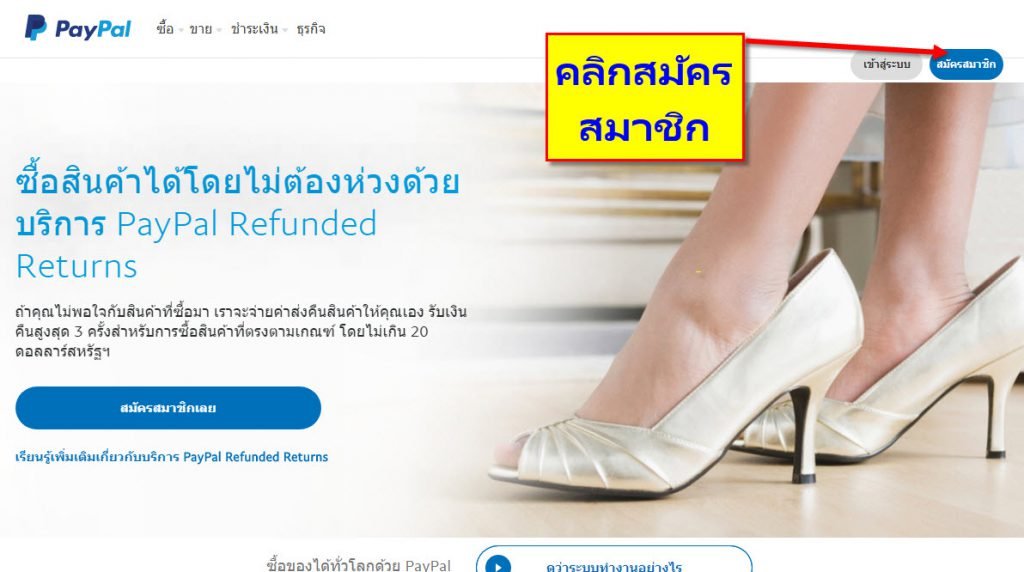 PayPal ซื้อ ขาย ชำระเงิน ธุรกิจ
คลิกสมัคร
สมาชิก
เข้าสู่ระบบ สมัครสมาชิก
ซื้อสินค้าได้โดยไม่ต้องห่วงด้วย
บริการ PayPal Refunded
Returns
ถ้าคุณไม่พอใจกับสินค้าที่ซื้อมา เราจะจ่ายค่าส่งคืนสินค้าให้คุณเอง รับเงิน
คืนสูงสุด 3 ครั้งสำหรับการซื้อสินค้าที่ตรงตามเกณฑ์ โดยไม่เกิน 20
ดอลลาร์สหรัฐฯ
สมัครสมาชิกเลย
เรียนรู้เพิ่มเติมเกี่ยวกับบริการ PayPal Refunded Returns
ซื้อของได้ทั่วโลกด้วย PayPal ดูว่าระบบทำงานอย่างไร